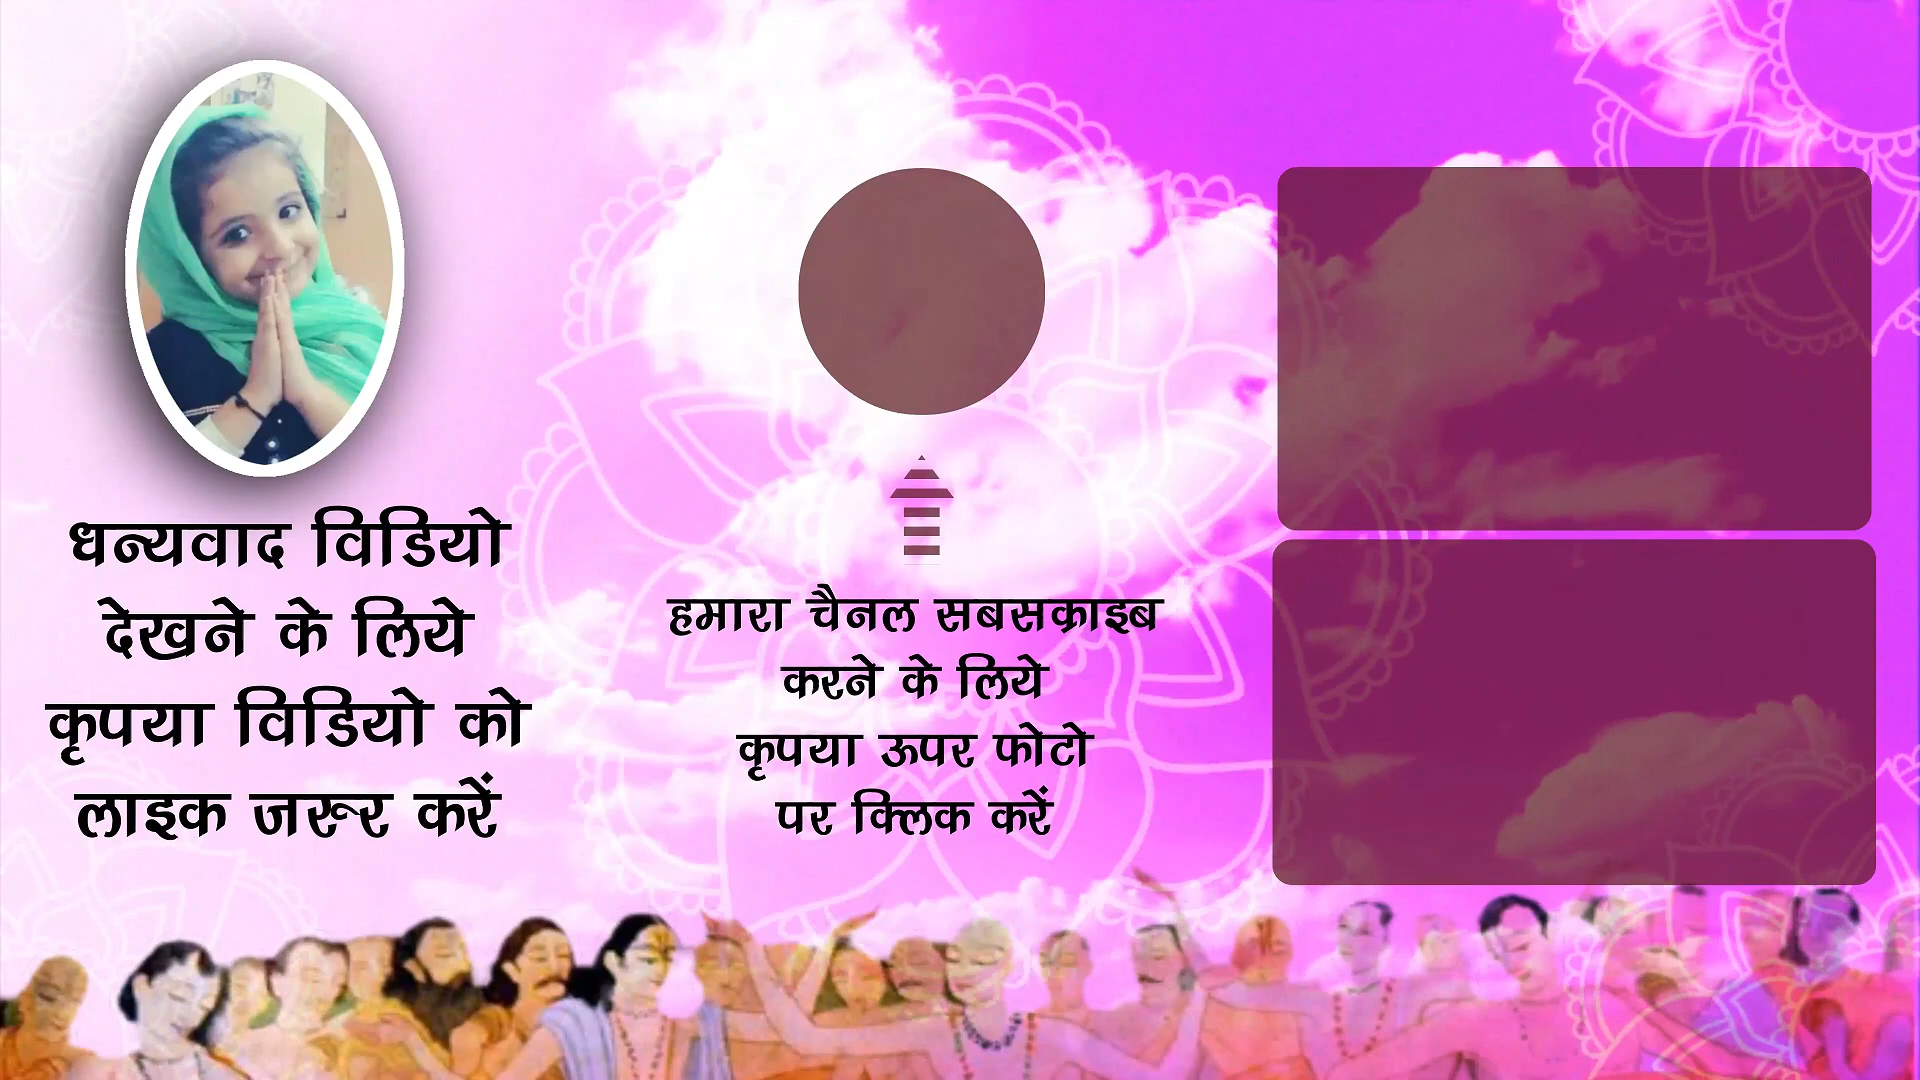 धन्यवाद विडियो
देखने के लिये
कृपया विडियो को
लाइक जरूर करें
हमारा चैनल सबसक्राइब
करने के लिये
कृपया ऊपर फोटो
पर क्लिक करें